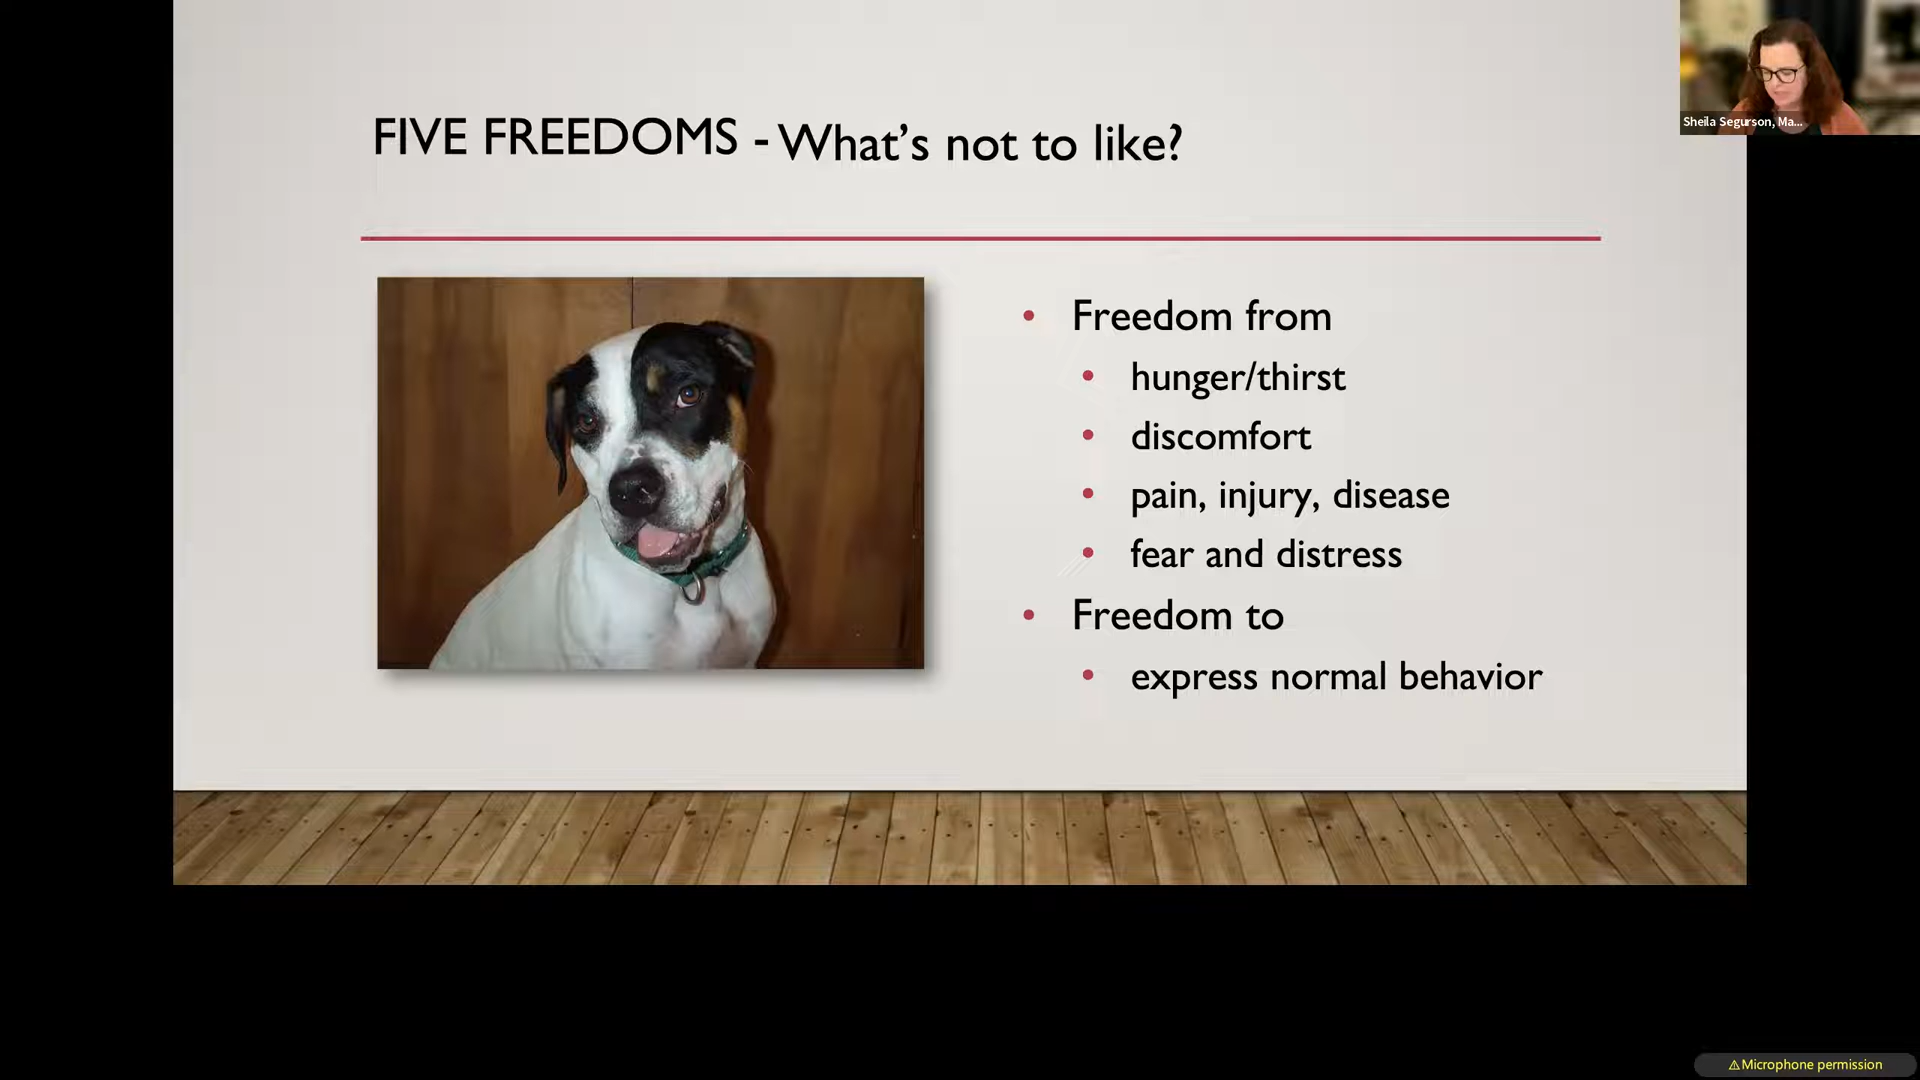 FIVE FREEDOMS - What's not to like?
Sheila Segurson, Ma...
• Freedom from
• hunger/thirst
• discomfort
• pain, injury, disease
• fear and distress
• Freedom to
• express normal behavior
⚠Microphone permission